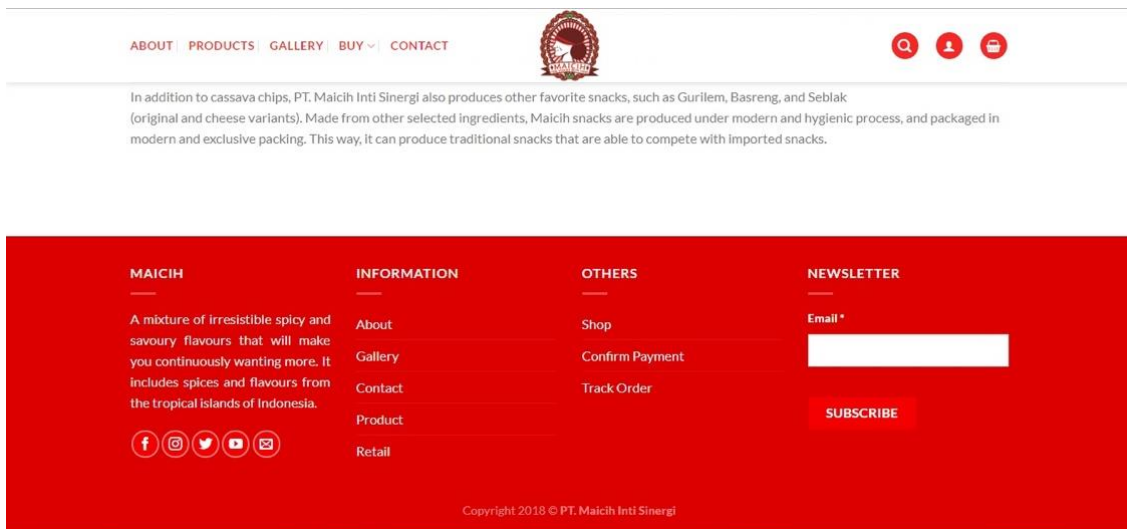 ABOUT PRODUCTS GALLERY BUY CONTACT
MAICIH
In addition to cassava chips, PT. Maicih Inti Sinergi also produces other favorite snacks, such as Gurilem, Basreng, and Seblak
(original and cheese variants). Made from other selected ingredients, Maicih snacks are produced under modern and hygienic process, and packaged in
modern and exclusive packing. This way, it can produce traditional snacks that are able to compete with imported snacks.
MAICIH
A mixture of irresistible spicy and
savoury flavours that will make
you continuously wanting more. It
includes spices and flavours from
the tropical islands of Indonesia.
INFORMATION
About
Gallery
Contact
Product
Retail
OTHERS
Shop
Confirm Payment
Track Order
NEWSLETTER
Email *
SUBSCRIBE
Copyright 2018 © PT. Maicih Inti Sinergi